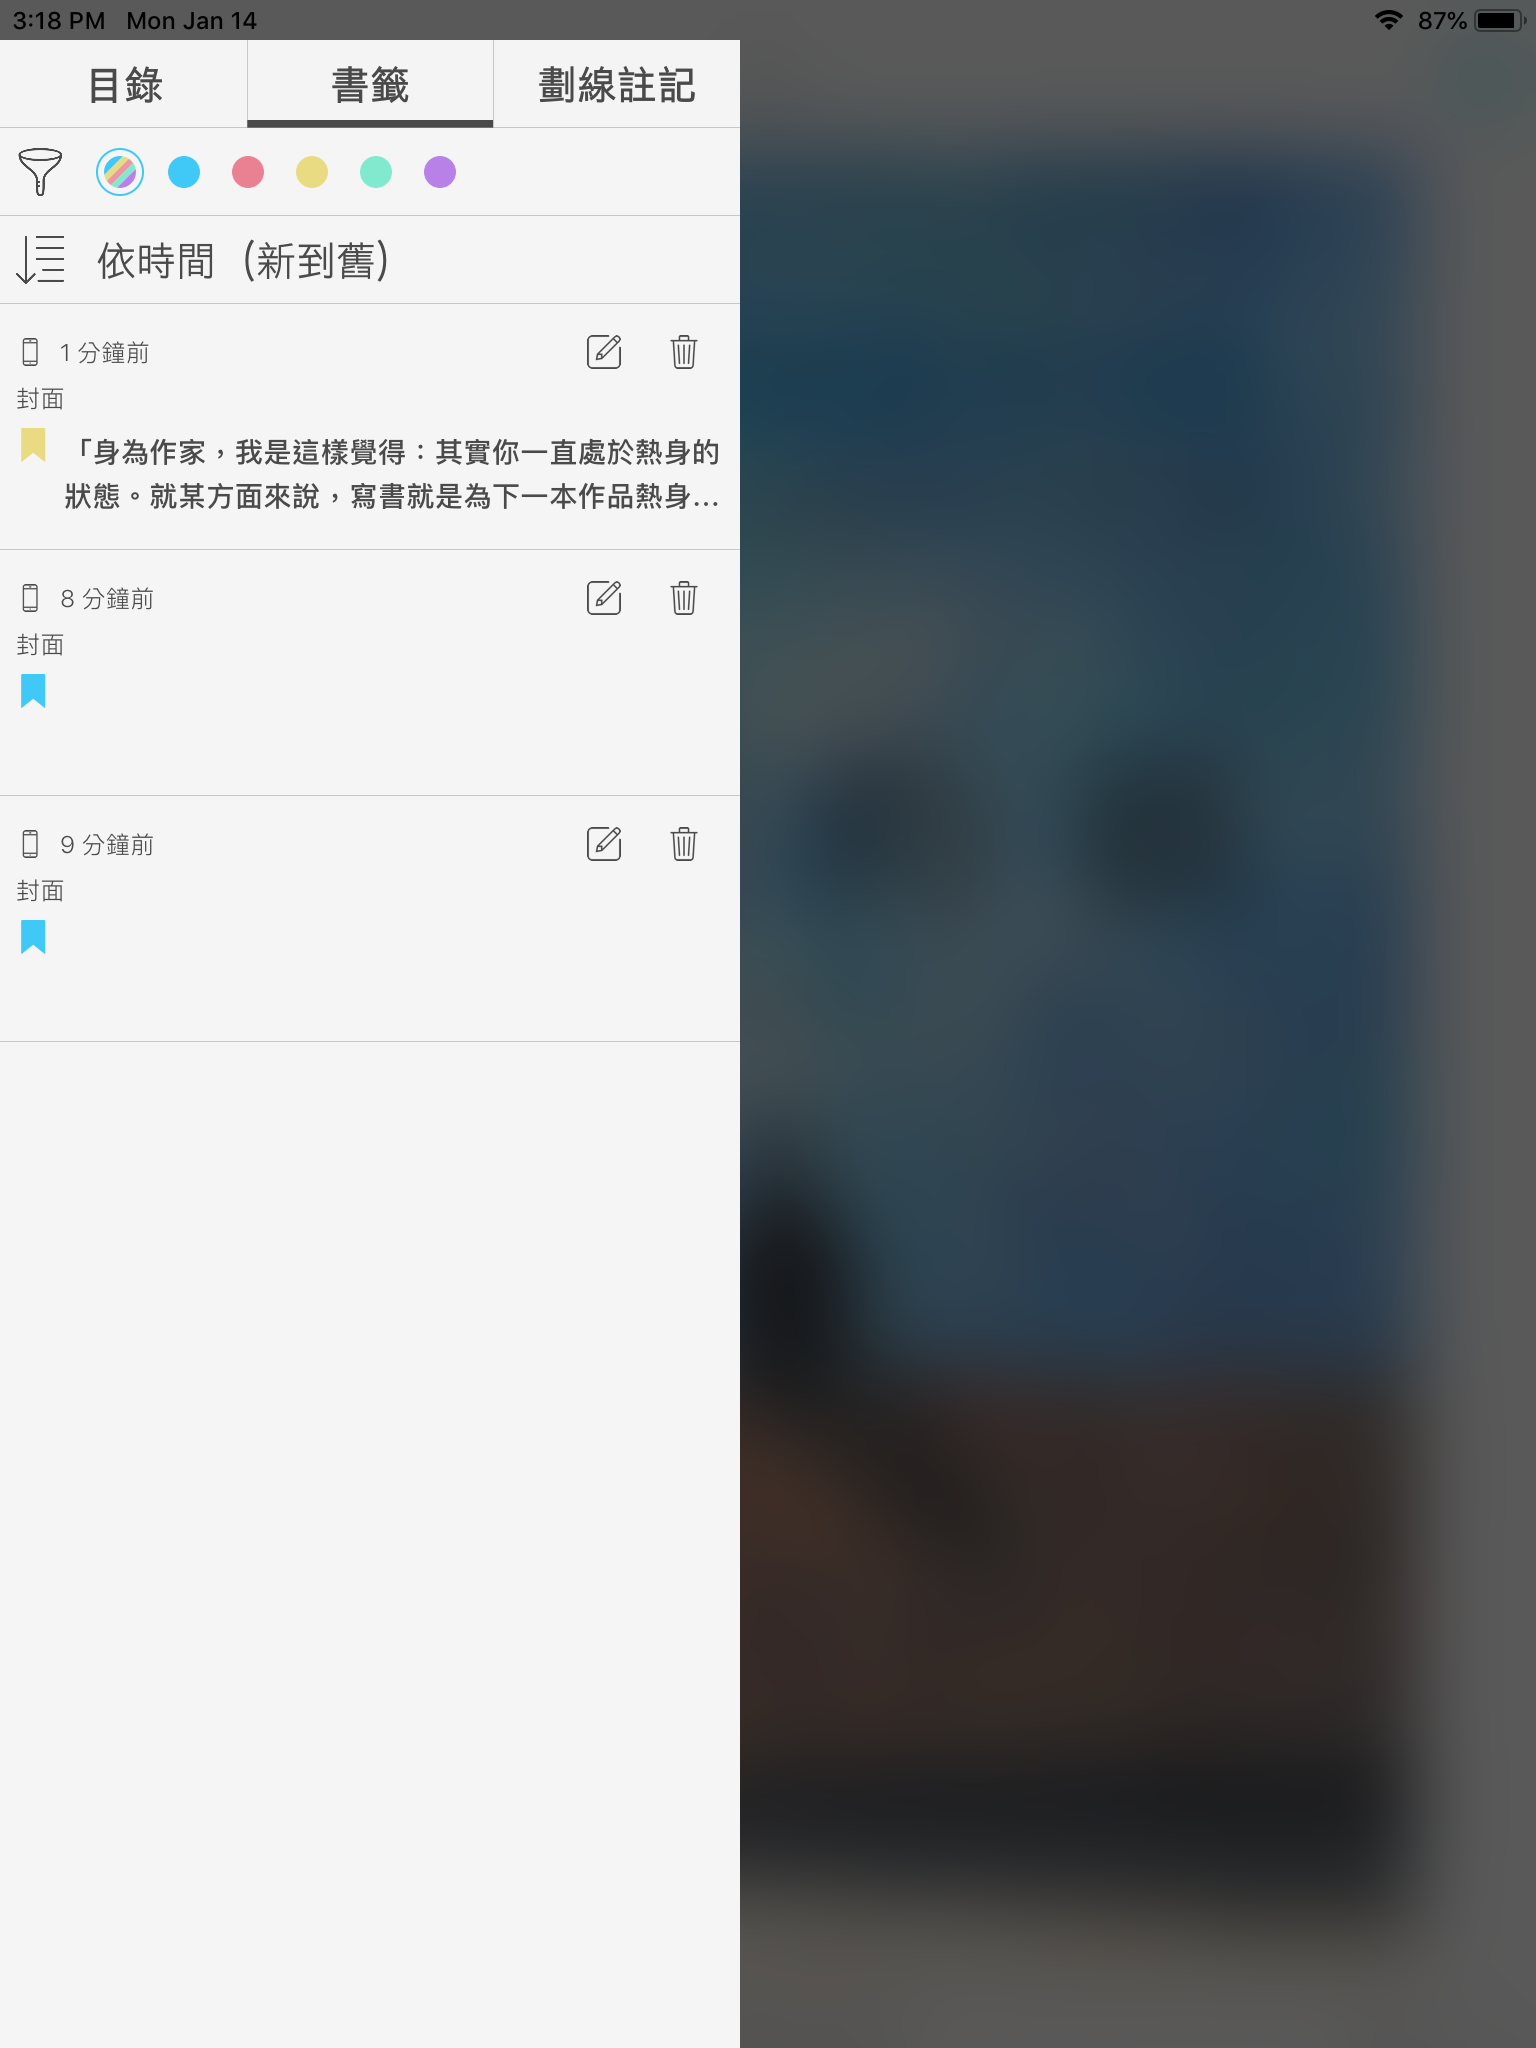 3:18 PM Mon Jan 14 87%
目錄 書籤 劃線註記
依時間 (新到舊)
1 分鐘前
封面
「身為作家，我是這樣覺得：其實你一直處於熱身的
狀態。就某方面來說，寫書就是為下一本作品熱身...
8 分鐘前
封面
9 分鐘前
封面